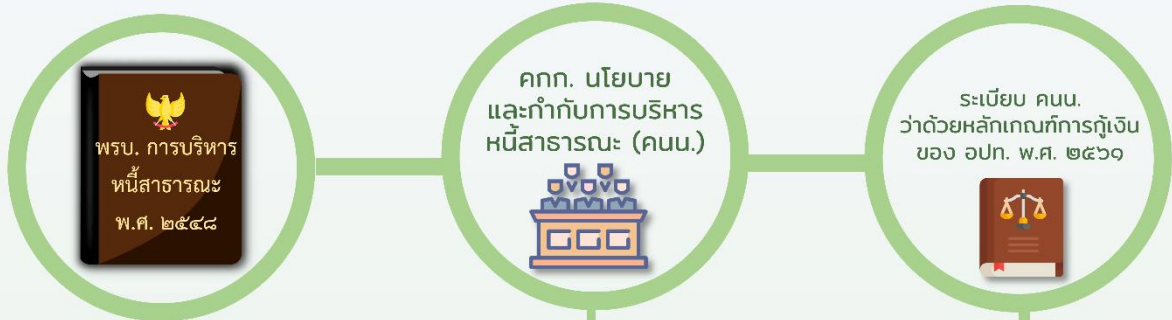 พรบ. การบริหาร
หนี้สาธารณะ
พ.ศ. ๒๕๔๘
คกก. นโยบาย
และกำกับการบริหาร
หนี้สาธารณะ (คนน.)
ระเบียบ คนน.
ว่าด้วยหลักเกณฑ์การกู้เงิน
ของ อปท. พ.ศ. ๒๕๖๑